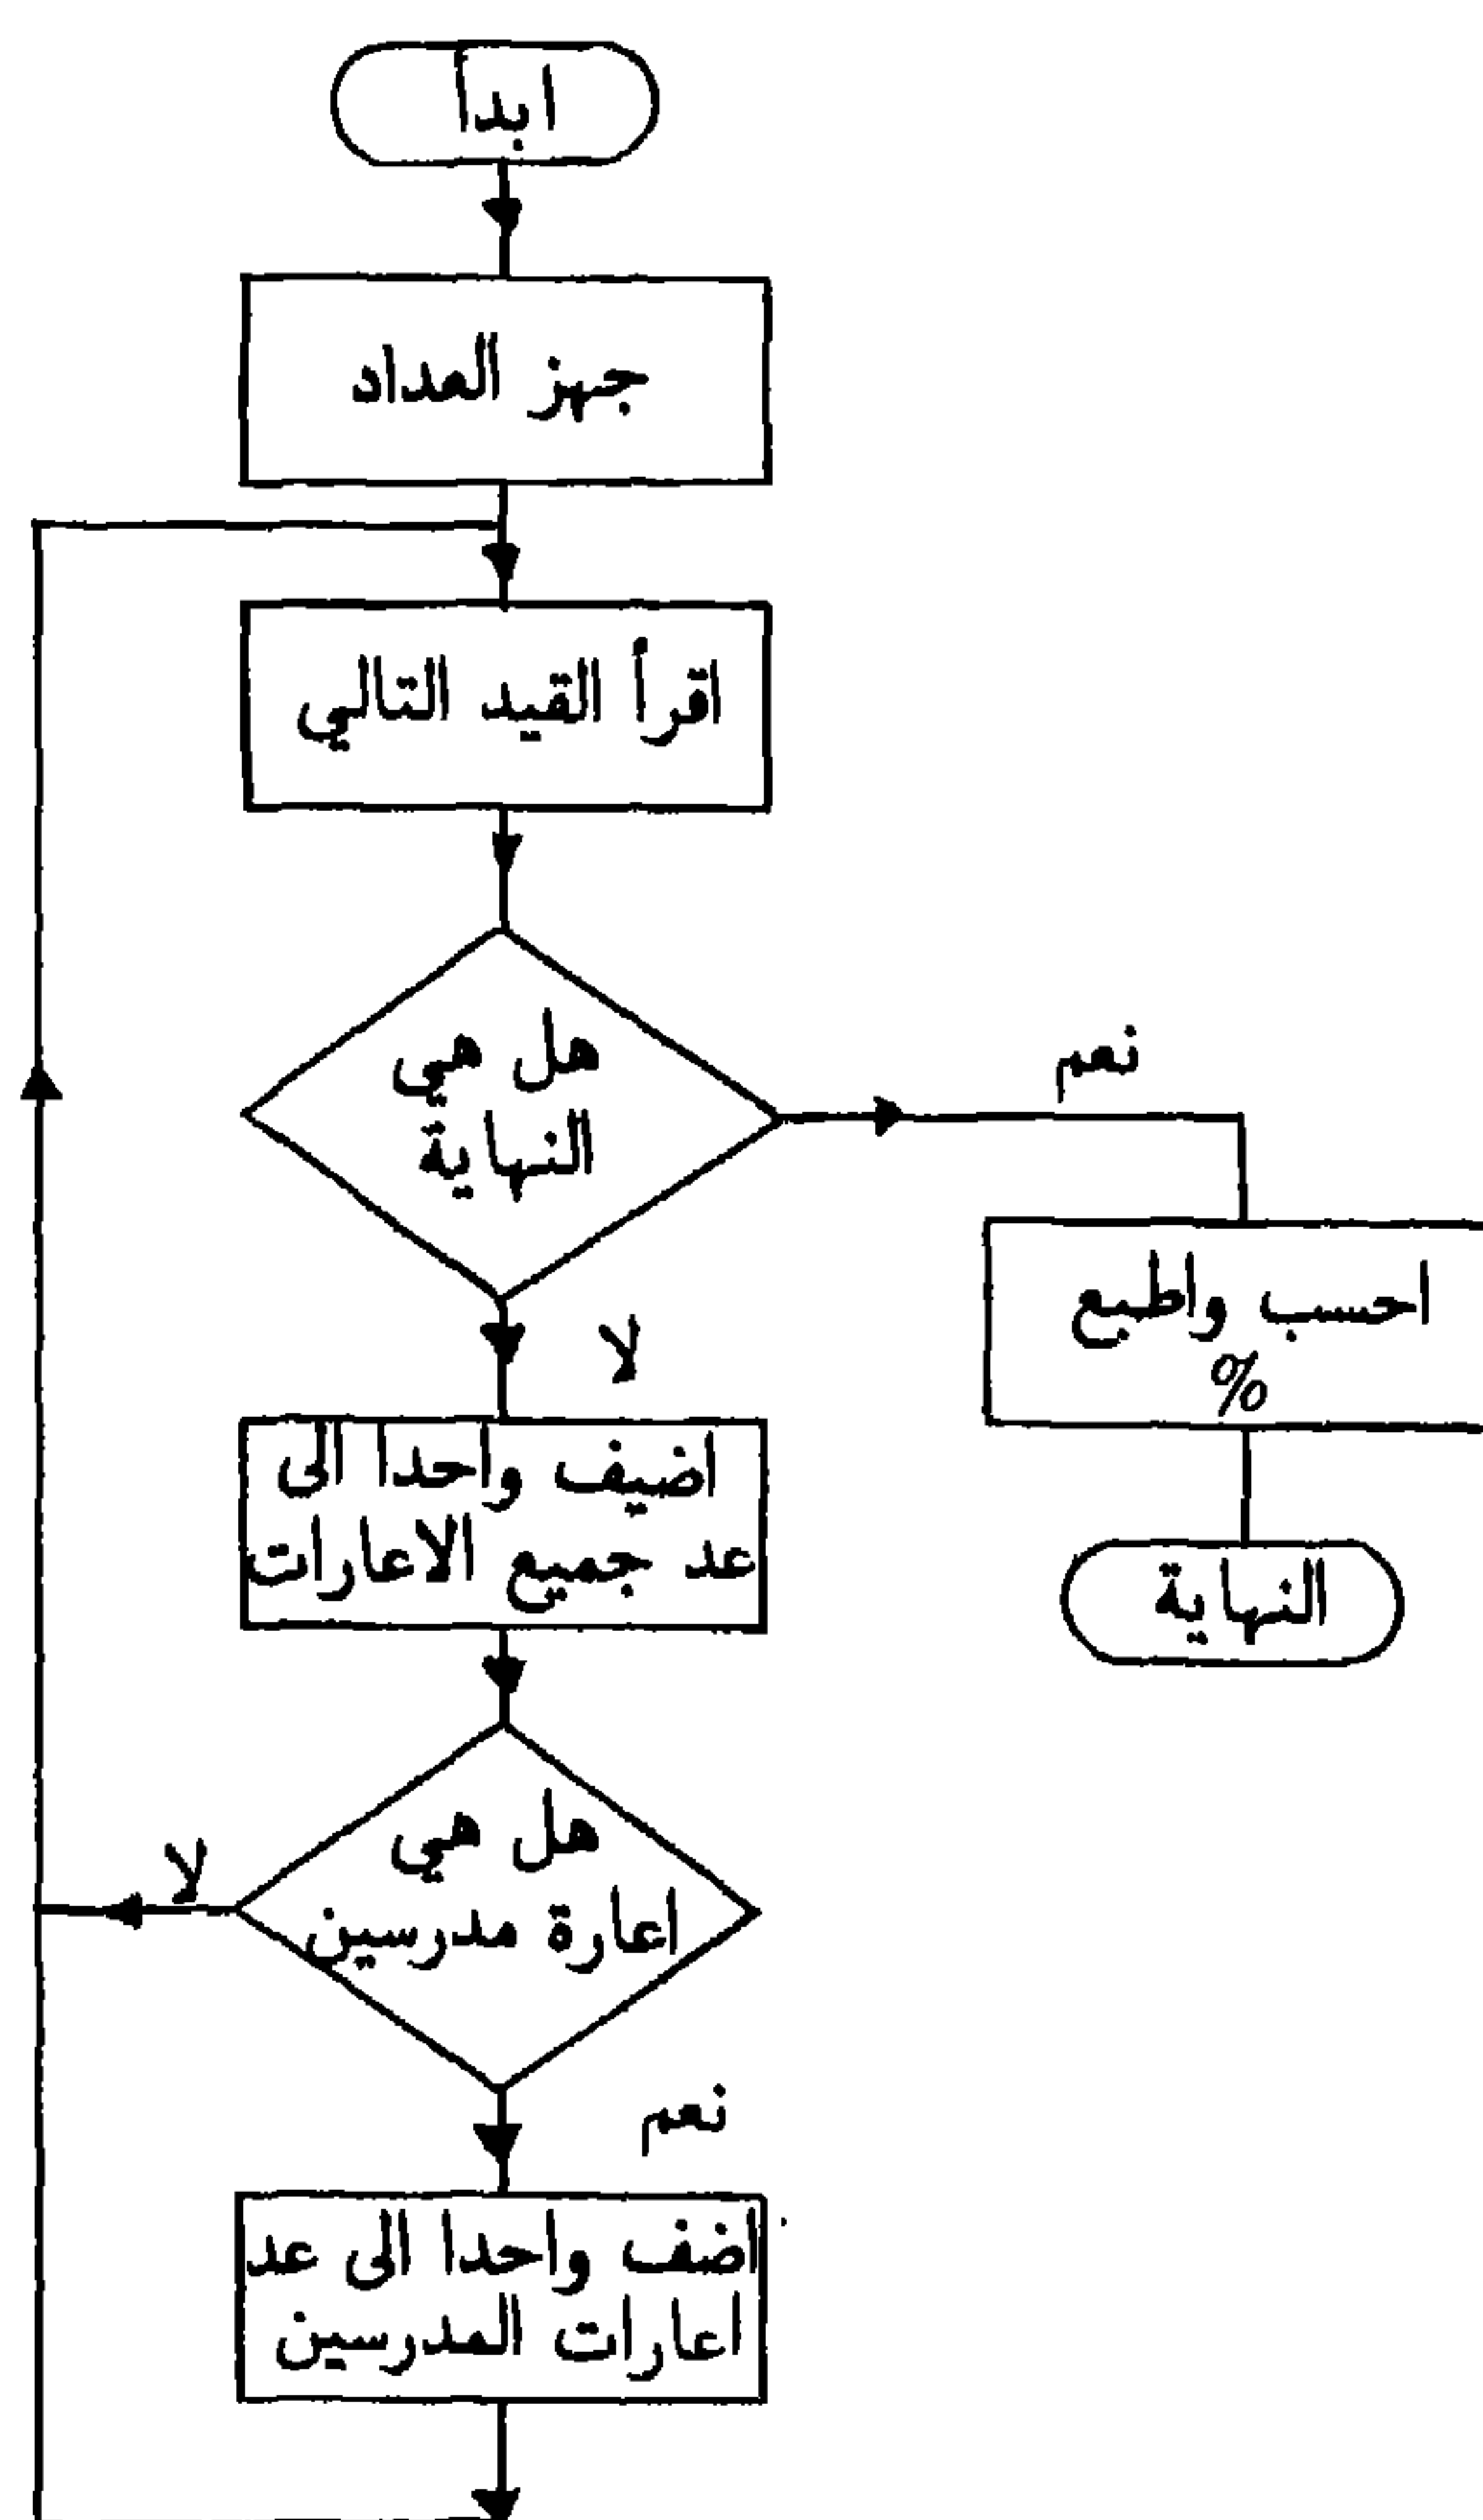 ابدأ
جهز العداد
اقرأ القيد التالي
هل هي
النهاية
نعم
احسب واطبع
%
لا
اضيف واحدا الى
عد جميع الاعارات
النهاية
هل هي
اعارة مدرسين
لا
نعم
اضف واحدا الى عد
اعارات المدرسين